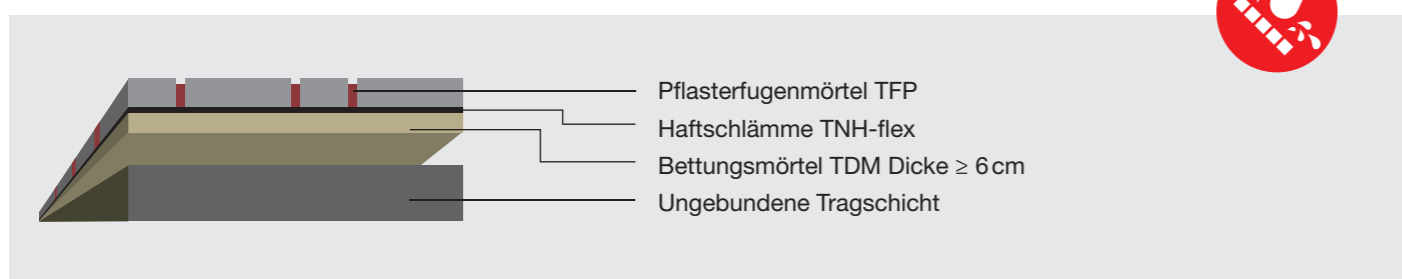 Pflasterfugenmörtel TFP
Haftschlämme TNH-flex
Bettungsmörtel TDM Dicke ≥ 6 cm
Ungebundene Tragschicht